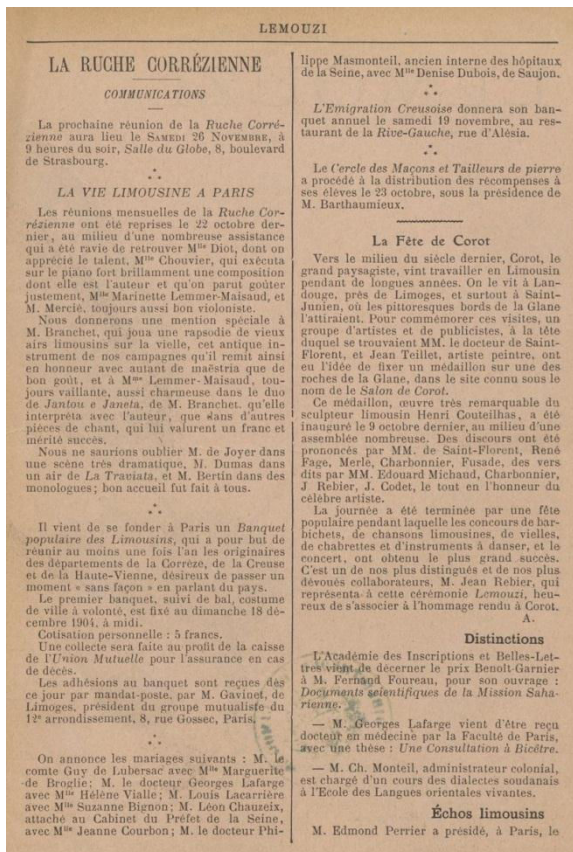 LEMOUZI
LA RUCHE CORRÉZIENNE
COMMUNICATIONS
La prochaine réunion de la Ruche Corré-
zienne aura lieu le SAMEDI 26 NOVEMBRE, à
9 heures du soir, Salle du Globe, 8, boulevard
de Strasbourg.
LA VIE LIMOUSINE A PARIS
Les réunions mensuelles de la Ruche Cor-
rézienne ont été reprises le 22 octobre der-
nier, au milieu d'une nombreuse assistance
qui a été ravie de retrouver Mlle Diot, dont on
apprécie le talent, Mlle Chouvier, qui exécuta
sur le piano fort brillamment une composition
dont elle est l'auteur et qu'on parut goûter
justement, Mlle Marinette Lemmer-Maisaud, et
M. Mercié, toujours aussi bon violoniste.
Nous donnerons une mention spéciale à
M. Branchet, qui joua une rapsodie de vieux
airs limousins sur la vielle, cet antique in-
strument de nos campagnes qu'il remit ainsi
en honneur avec autant de maëstria que de
bon goût, et à Mme Lemmer-Maisaud, tou-
jours vaillante, aussi charmeuse dans le duo
de Jantou e Janeta, de M. Branchet, qu'elle
interpréta avec l'auteur, que dans d'autres
pièces de chant, qui lui valurent un franc et
mérité succès.
Nous ne saurions oublier M. de Joyer dans
une scène très dramatique, M. Dumas dans
un air de La Traviata, et M. Bertin dans des
monologues; bon accueil fut fait à tous.
Il vient de se fonder à Paris un Banquet
populaire des Limousins, qui a pour but de
réunir au moins une fois l'an les originaires
des départements de la Corrèze, de la Creuse
et de la Haute-Vienne, désireux de passer un
moment « sans façon » en parlant du pays.
Le premier banquet, suivi de bal, costume
de ville à volonté, est fixé au dimanche 18 dé-
cembre 1904, à midi.
Cotisation personnelle : 5 francs.
Une collecte sera faite au profit de la caisse
de l'Union Mutuelle pour l'assurance en cas
de décès.
Les adhésions au banquet sont reçues dès
ce jour par mandat-poste, par M. Gavinet, de
Limoges, président du groupe mutualiste du
12e arrondissement, 8, rue Gossec, Paris.
On annonce les mariages suivants : M. le
comte Guy de Lubersac avec Mlle Marguerite
de Broglie; M. le docteur Georges Lafarge
avec Mlle Hélène Vialle; M. Louis Lacarrière
avec Mlle Suzanne Bignon; M. Léon Chauzeix,
attaché au Cabinet du Préfet de la Seine,
avec Mlle Jeanne Courbon; M. le docteur Phi-
lippe Masmonteil, ancien interne des hôpitaux
de la Seine, avec Mlle Denise Dubois, de Saujon.
L'Emigration Creusoise donnera son ban-
quet annuel le samedi 19 novembre, au res-
taurant de la Rive-Gauche, rue d'Alésia.
Le Cercle des Maçons et Tailleurs de pierre
a procédé à la distribution des récompenses à
ses élèves le 23 octobre, sous la présidence de
M. Barthaumieux.
La Fête de Corot
Vers le milieu du siècle dernier, Corot, le
grand paysagiste, vint travailler en Limousin
pendant de longues années. On le vit à Lan-
douge, près de Limoges, et surtout à Saint-
Junien, où les pittoresques bords de la Glane
l'attiraient. Pour commémorer ces visites, un
groupe d'artistes et de publicistes, à la tête
duquel se trouvaient MM. le docteur de Saint-
Florent, et Jean Teillet, artiste peintre, ont
eu l'idée de fixer un médaillon sur une des
roches de la Glane, dans le site connu sous le
nom de le Salon de Corot.
Ce médaillon, œuvre très remarquable du
sculpteur limousin Henri Couteilhas, a été
inauguré le 9 octobre dernier, au milieu d'une
assemblée nombreuse. Des discours ont été
prononcés par MM. de Saint-Florent, René
Fage, Merle, Charbonnier, Fusade, des vers
dits par MM. Edouard Michaud, Charbonnier,
J Rebier, J. Codet, le tout en l'honneur du
célèbre artiste.
La journée a été terminée par une fête
populaire pendant laquelle les concours de bar-
bichets, de chansons limousines, de vielles,
de chabrettes et d'instruments à danser, et le
concert, ont obtenu le plus grand succès.
C'est un de nos plus distingués et de nos plus
dévoués collaborateurs, M. Jean Rebier, qui
représenta à cette cérémonie Lemouzi, heu-
reux de s'associer à l'hommage rendu à Corot.
A.
Distinctions
L'Académie des Inscriptions et Belles-Let-
tres vient de décerner le prix Benoît-Garnier
à M. Fernand Foureau, pour son ouvrage :
Documents scientifiques de la Mission Saha-
rienne.
— M. Georges Lafarge vient d'être reçu
docteur en médecine par la Faculté de Paris,
avec une thèse : Une Consultation à Bicêtre.
— M. Ch. Monteil, administrateur colonial,
est chargé d'un cours des dialectes soudanais
à l'Ecole des Langues orientales vivantes.
Échos limousins
M. Edmond Perrier a présidé, à Paris, le